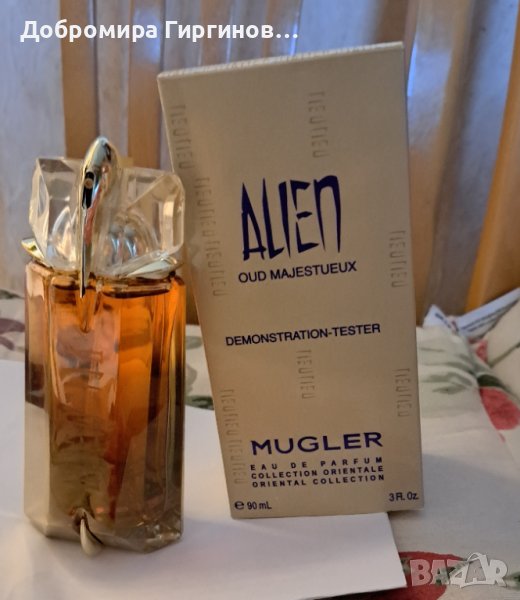 Добромира Гиргинов...
ALIEN
OUD MAJESTUEUX
DEMONSTRATION-TESTER
MUGLER
EAU DE PARFUM
COLLECTION ORIENTALE
ORIENTAL COLLECTION
℮ 90 mL
3 Fl. Oz.
BAZAR